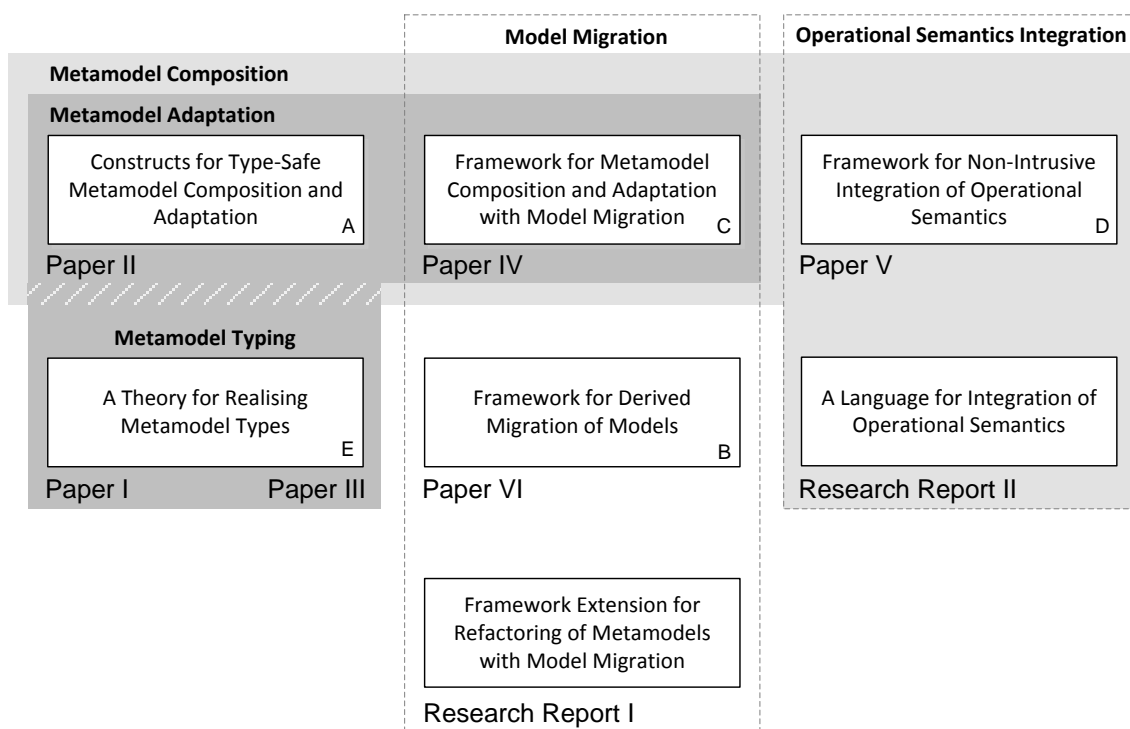 Model Migration
Operational Semantics Integration
Metamodel Composition
Metamodel Adaptation
Constructs for Type-Safe
Metamodel Composition and
Adaptation
A
Paper II
Framework for Metamodel
Composition and Adaptation
with Model Migration
C
Paper IV
Framework for Non-Intrusive
Integration of Operational
Semantics
D
Paper V
Metamodel Typing
A Theory for Realising
Metamodel Types
E
Paper I
Paper III
Framework for Derived
Migration of Models
B
Paper VI
A Language for Integration of
Operational Semantics
Research Report II
Framework Extension for
Refactoring of Metamodels
with Model Migration
Research Report I